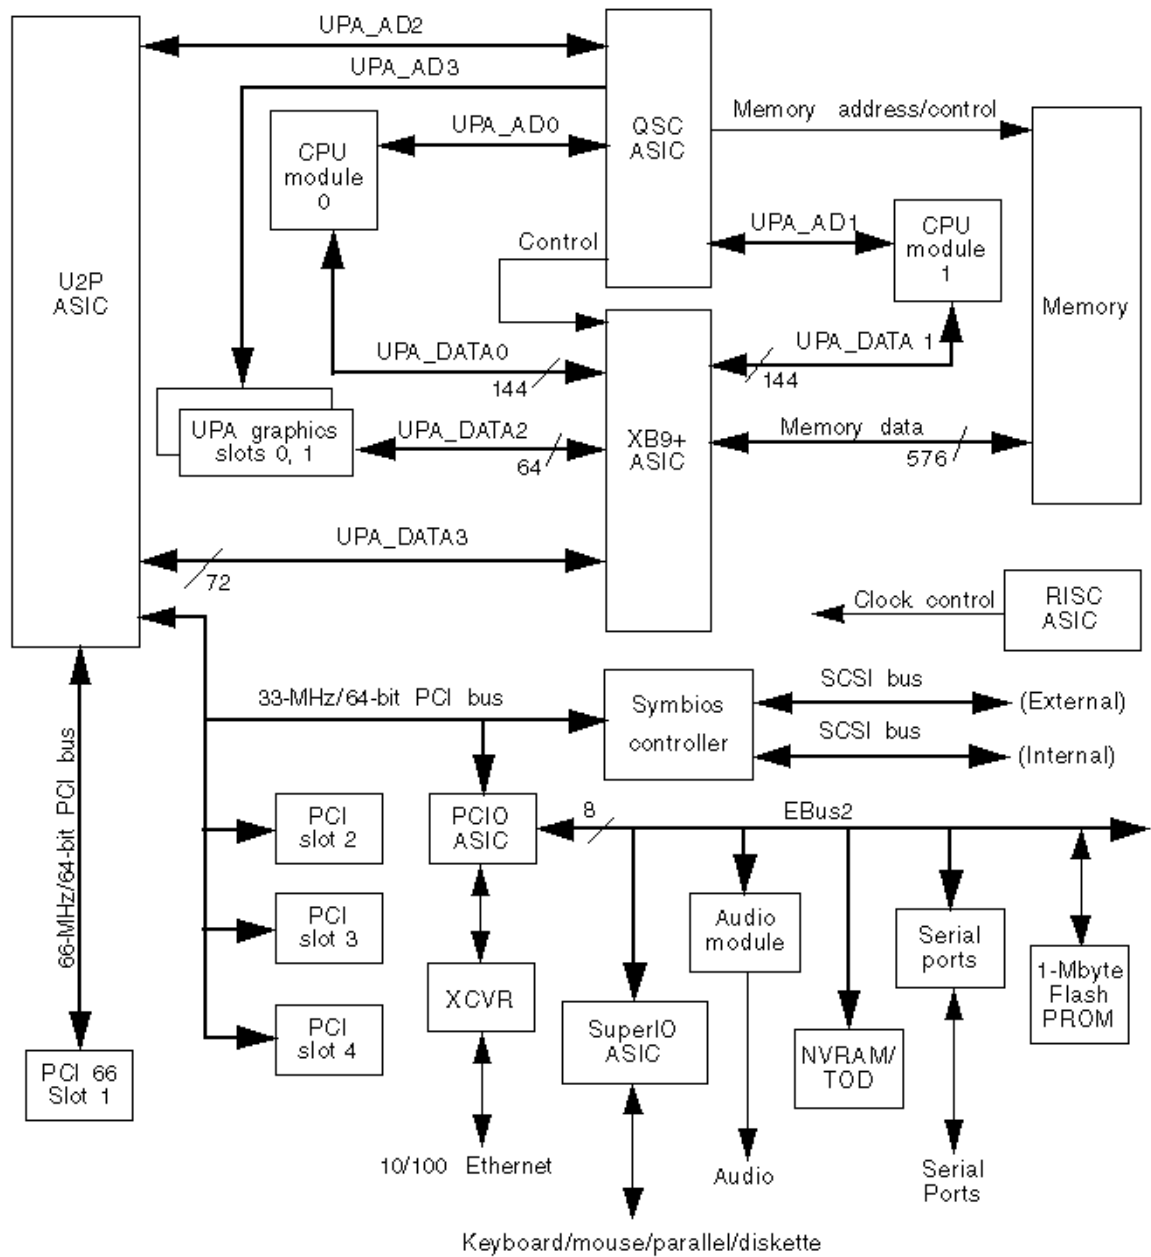 UPA_AD2
UPA_AD3
UPA_AD0
CPU
module
0
QSC
ASIC
Memory address/control
UPA_AD1
CPU
module
1
Control
U2P
ASIC
Memory
UPA_DATA0
144
UPA_DATA 1
144
UPA graphics
slots 0, 1
UPA_DATA2
64
XB9+
ASIC
Memory data
576
UPA_DATA3
72
Clock control
RISC
ASIC
33-MHz/64-bit PCI bus
Symbios
controller
SCSI bus
(External)
SCSI bus
(Internal)
66-MHz/64-bit PCI bus
PCI
slot 2
PCIO
ASIC
8
EBus2
PCI
slot 3
Audio
module
Serial
ports
1-Mbyte
Flash
PROM
XCVR
SuperIO
ASIC
PCI
slot 4
NVRAM/
TOD
PCI 66
Slot 1
10/100 Ethernet
Audio
Serial
Ports
Keyboard/mouse/parallel/diskette